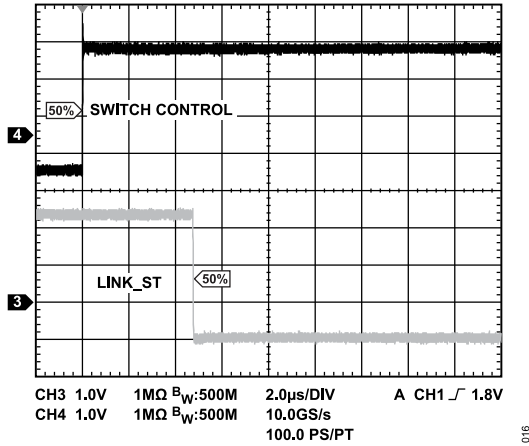 50% SWITCH CONTROL
4
LINK_ST 50%
3
CH3 1.0V 1MΩ BW:500M 2.0µs/DIV A CH1 1.8V
CH4 1.0V 1MΩ BW:500M 10.0GS/s
100.0 PS/PT
016